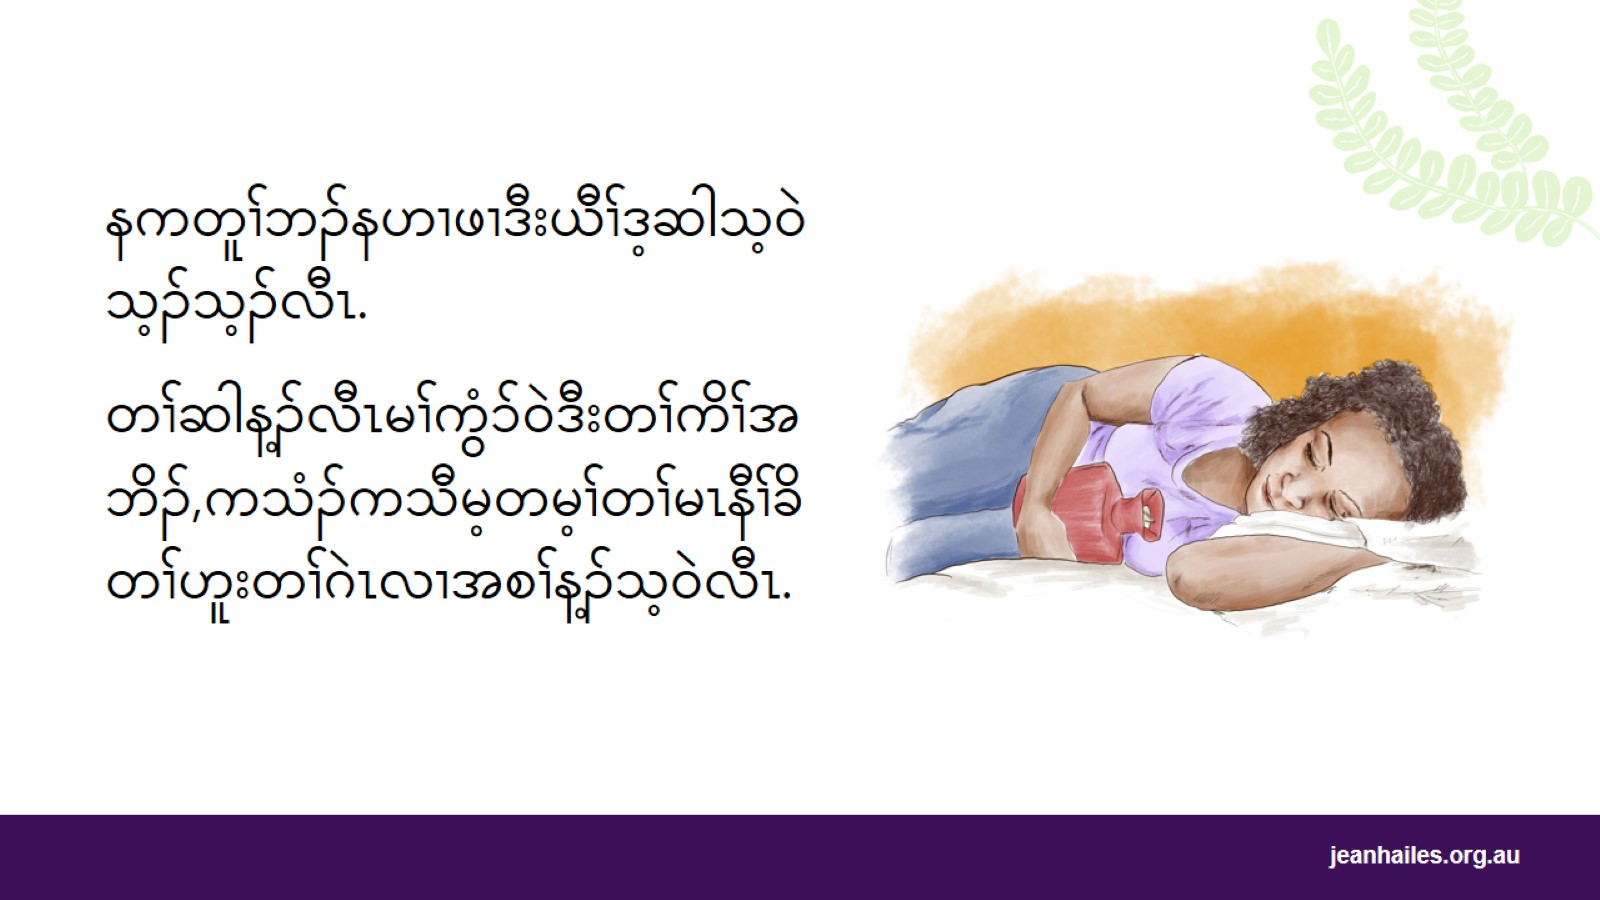 နကတူၢ်ဘၣ်နဟၢဖၢဒီးယီၢ်ဒ့ဆါသ့ဝဲ
သ့ၣ်သ့ၣ်လီၤ.
တၢ်ဆါန့ၣ်လီၤမၢ်ကွံၥ်ဝဲဒီးတၢ်ကိၢ်အ
ဘိၣ်,ကသံၣ်ကသီမ့တမ့ၢ်တၢ်မၤနီၢ်ခိ
တၢ်ဟူးတၢ်ဂဲၤလၢအစၢ်န့ၣ်သ့ဝဲလီၤ.
jeanhailes.org.au